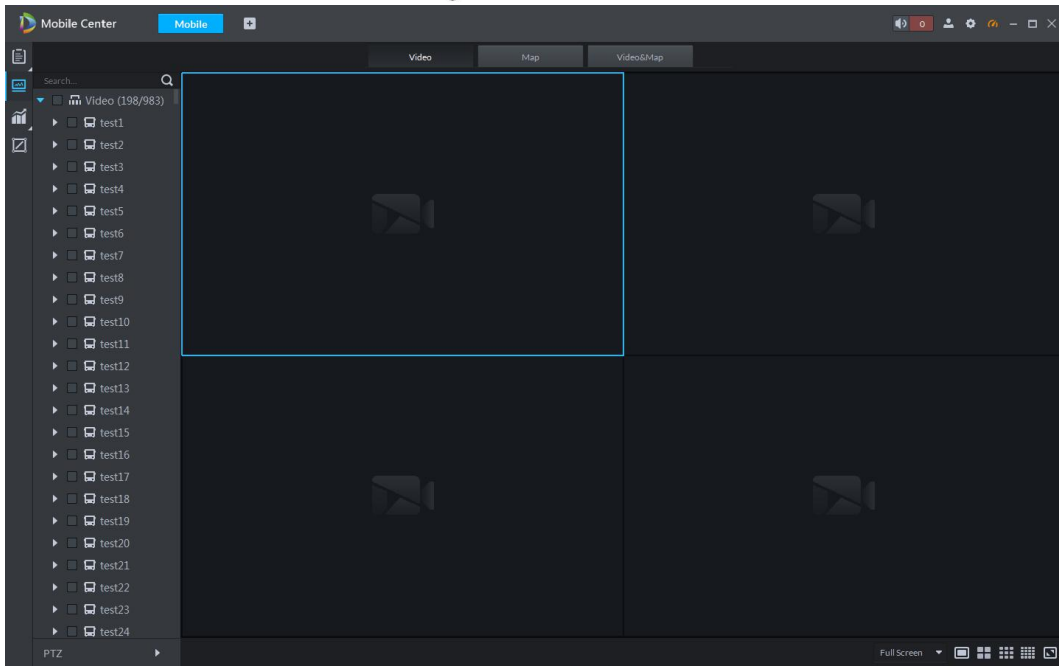 Mobile Center Mobile 0
Video Map Video&Map
Search...
Video (198/983)
test1
test2
test3
test4
test5
test6
test7
test8
test9
test10
test11
test12
test13
test14
test15
test16
test17
test18
test19
test20
test21
test22
test23
test24
PTZ
Full Screen